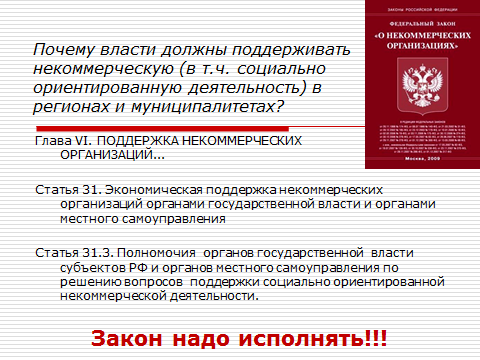 Почему власти должны поддерживать
некоммерческую (в т.ч. социально
ориентированную деятельность) в
регионах и муниципалитетах?
ЗАКОНЫ РОССИЙСКОЙ ФЕДЕРАЦИИ
ФЕДЕРАЛЬНЫЙ ЗАКОН
«О НЕКОММЕРЧЕСКИХ
ОРГАНИЗАЦИЯХ»
Москва, 2009
Глава VI. ПОДДЕРЖКА НЕКОММЕРЧЕСКИХ
ОРГАНИЗАЦИЙ...
Статья 31. Экономическая поддержка некоммерческих
организаций органами государственной власти и органами
местного самоуправления
Статья 31.3. Полномочия органов государственной власти
субъектов РФ и органов местного самоуправления по
решению вопросов поддержки социально ориентированной
некоммерческой деятельности.
Закон надо исполнять!!!